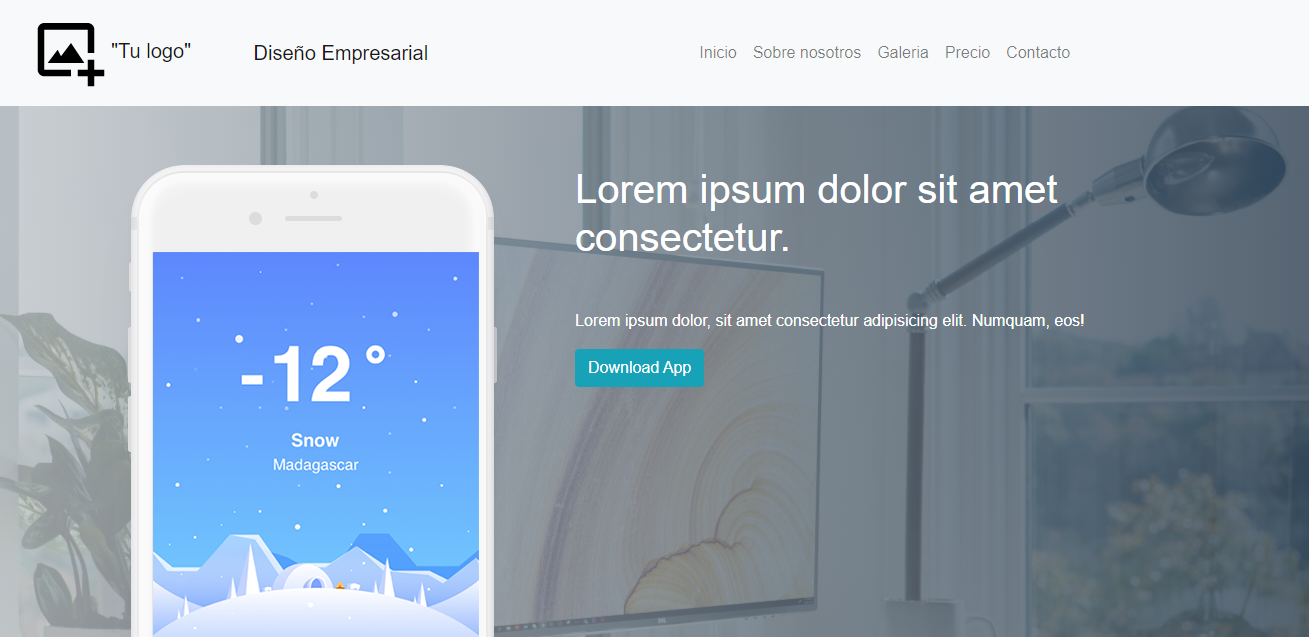 "Tu logo"
Diseño Empresarial
Inicio Sobre nosotros Galeria Precio Contacto
Lorem ipsum dolor sit amet
consectetur.
Lorem ipsum dolor, sit amet consectetur adipisicing elit. Numquam, eos!
Download App
-12°
Snow
Madagascar